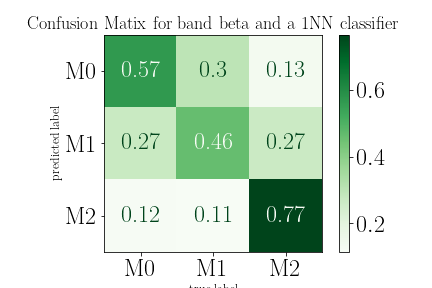 Confusion Matix for band beta and a 1NN classifier
M0 0.57 0.3 0.13
0.6
M1 0.27 0.46 0.27
0.4
predicted label
M2 0.12 0.11 0.77
0.2
M0 M1 M2
true label